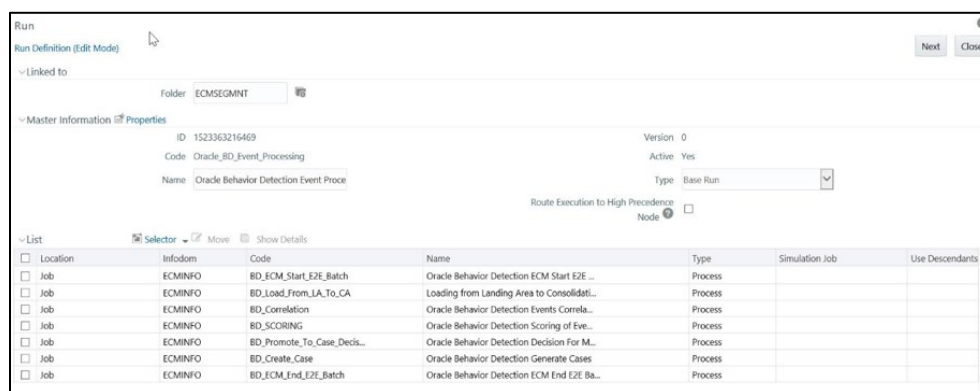 Run
Run Definition (Edit Mode)
Next
Close
Linked to
Folder ECMSEGMNT
Master Information Properties
ID 1523363216469 Version 0
Code Oracle_BD_Event_Processing Active Yes
Name Oracle Behavior Detection Event Proce Type Base Run
Route Execution to High Precedence
Node ?
List Selector Move Show Details
Location Infodom Code Name Type Simulation Job Use Descendants
Job ECMINFO BD_ECM_Start_E2E_Batch Oracle Behavior Detection ECM Start E2E ... Process
Job ECMINFO BD_Load_From_LA_To_CA Loading from Landing Area to Consolidati... Process
Job ECMINFO BD_Correlation Oracle Behavior Detection Events Correla... Process
Job ECMINFO BD_SCORING Oracle Behavior Detection Scoring of Eve... Process
Job ECMINFO BD_Promote_To_Case_Decis... Oracle Behavior Detection Decision For M... Process
Job ECMINFO BD_Create_Case Oracle Behavior Detection Generate Cases Process
Job ECMINFO BD_ECM_End_E2E_Batch Oracle Behavior Detection ECM End E2E Ba... Process